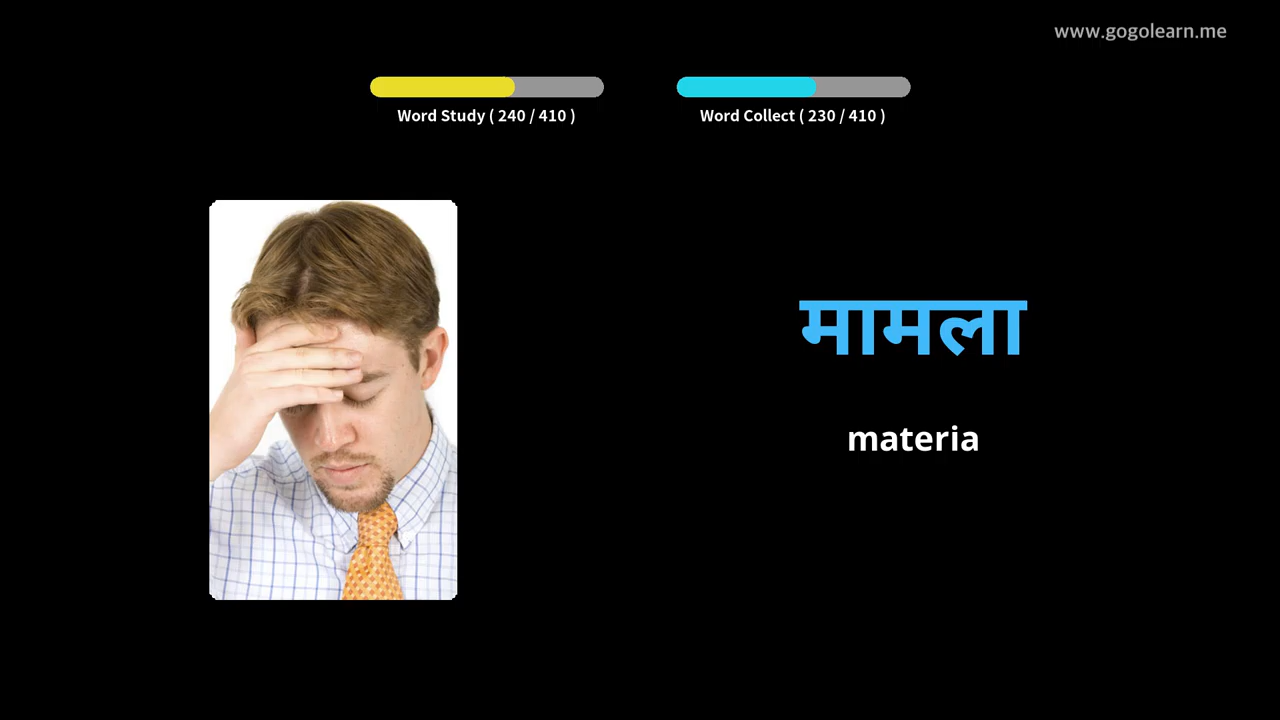 www.gogolearn.me
Word Study ( 240 / 410 )
Word Collect ( 230 / 410 )
मामला
materia